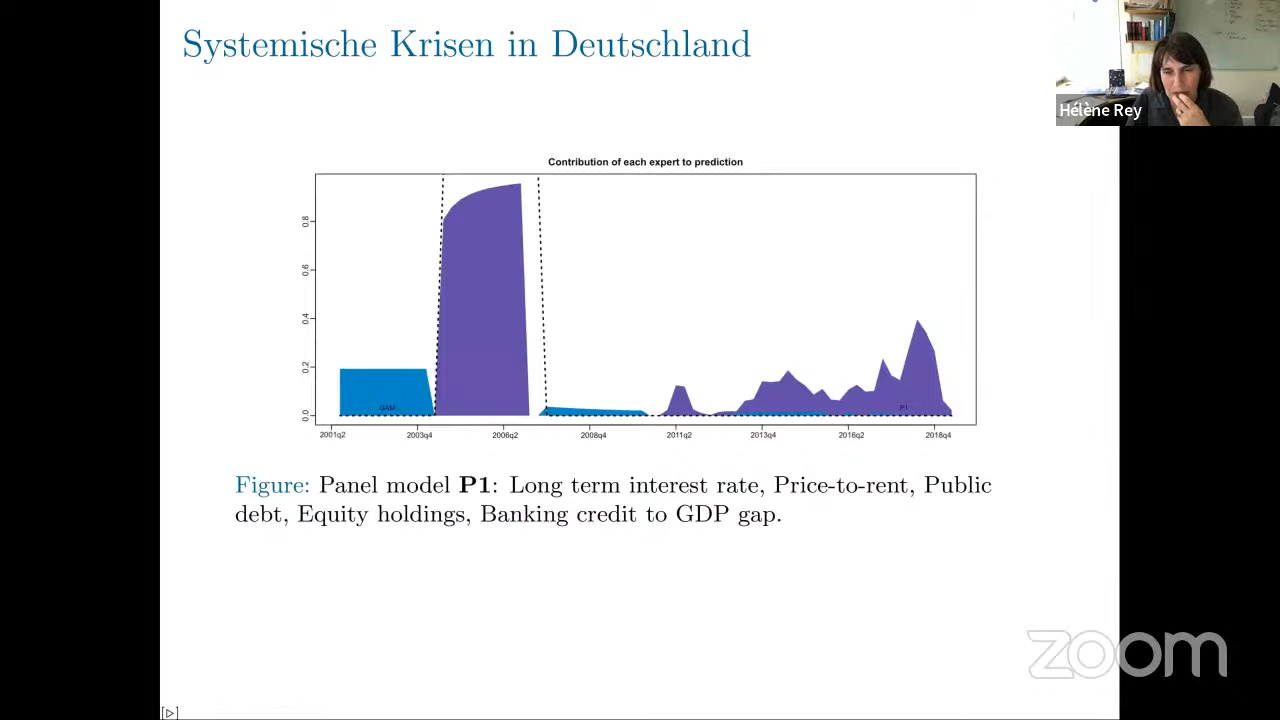 Systemische Krisen in Deutschland
Hélène Rey
Contribution of each expert to prediction
0.8
0.6
0.4
0.2
0.0
GAM
P1
2001q2 2003q4 2006q2 2008q4 2011q2 2013q4 2016q2 2018q4
Figure: Panel model P1: Long term interest rate, Price-to-rent, Public
debt, Equity holdings, Banking credit to GDP gap.
zoom